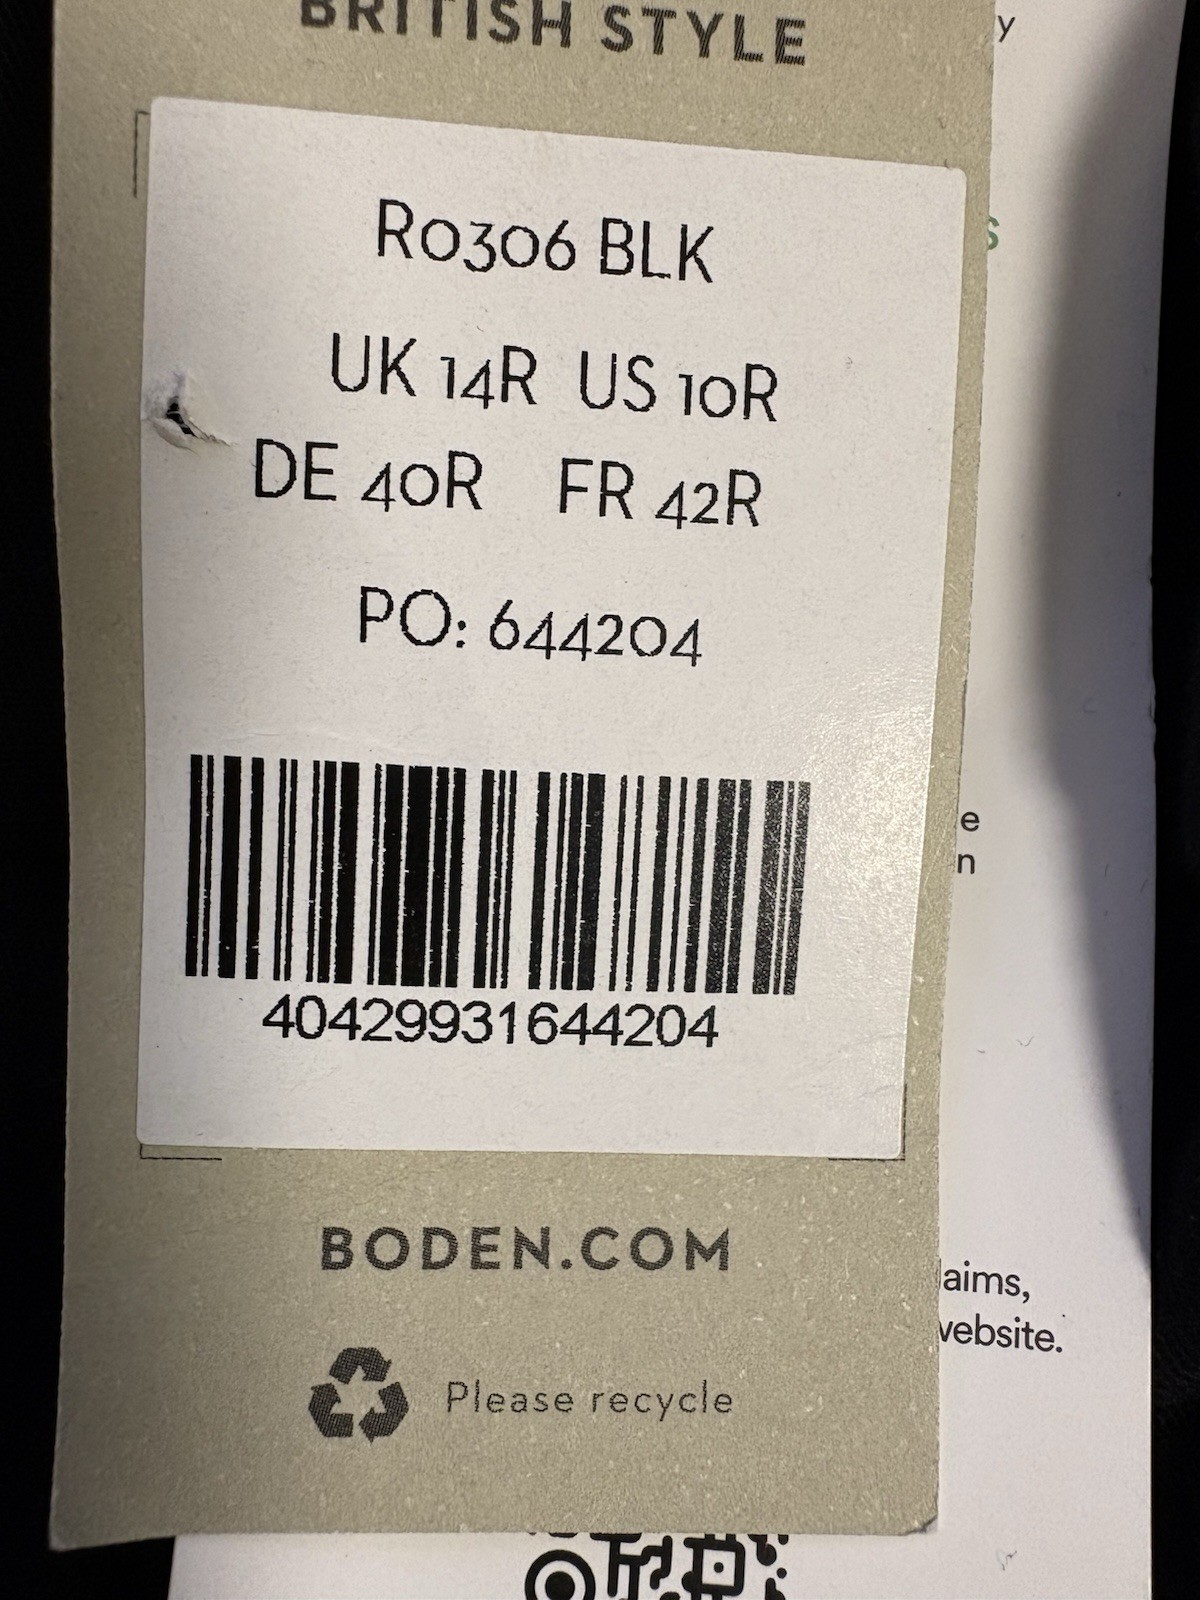 BRITISH STYLE
R0306 BLK
UK 14R US 10R
DE 40R FR 42R
PO: 644204
40429931644204
BODEN.COM
Please recycle
y
s
e
n
aims,
website.